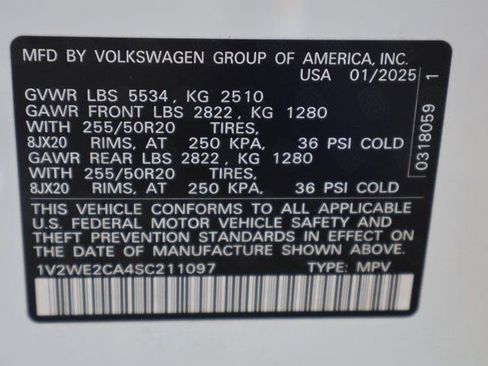 MFD BY VOLKSWAGEN GROUP OF AMERICA, INC.
USA 01/2025
GVWR LBS 5534, KG 2510
GAWR FRONT LBS 2822, KG 1280
WITH 255/50R20 TIRES,
8JX20 RIMS, AT 250 KPA, 36 PSI COLD
GAWR REAR LBS 2822, KG 1280
WITH 255/50R20 TIRES,
8JX20 RIMS, AT 250 KPA, 36 PSI COLD
THIS VEHICLE CONFORMS TO ALL APPLICABLE
U.S. FEDERAL MOTOR VEHICLE SAFETY AND
THEFT PREVENTION STANDARDS IN EFFECT ON
THE DATE OF MANUFACTURE SHOWN ABOVE.
1V2WE2CA4SC211097 TYPE: MPV
0318059 1